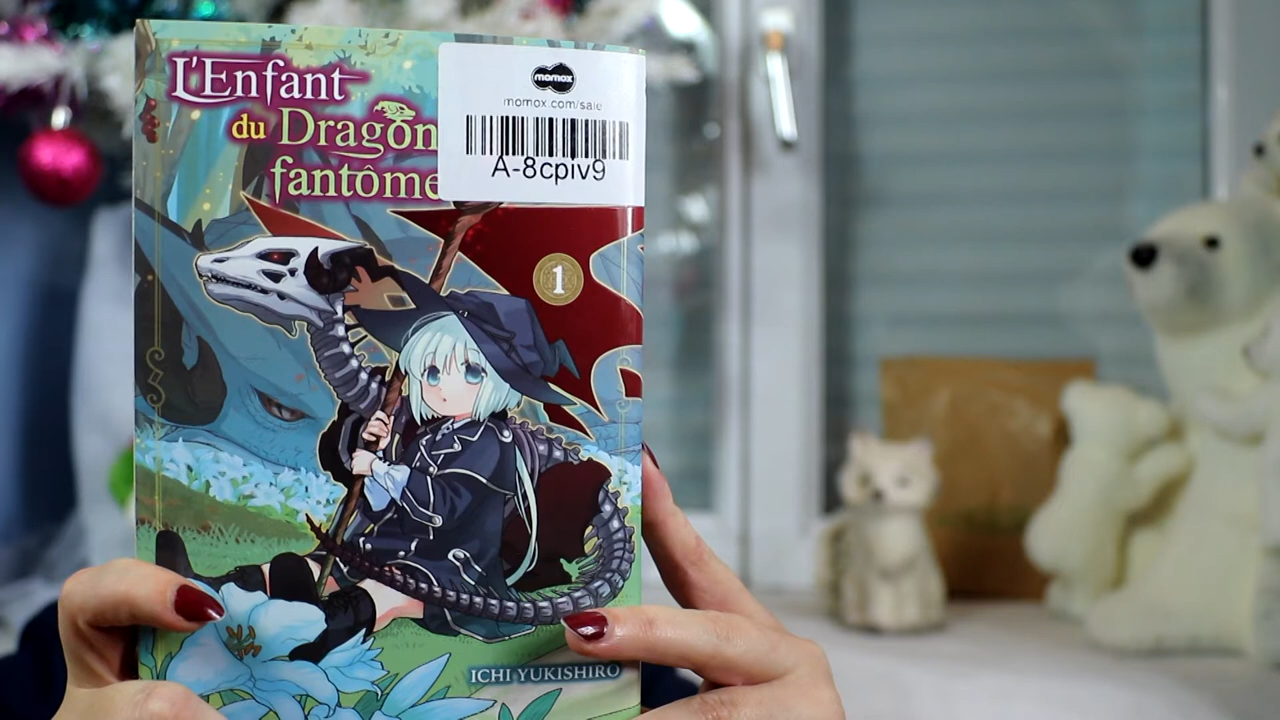 L'Enfant
du Dragon
fantôme
momox
momox.com/sale
A-8cpiv9
1
ICHI YUKISHIRO